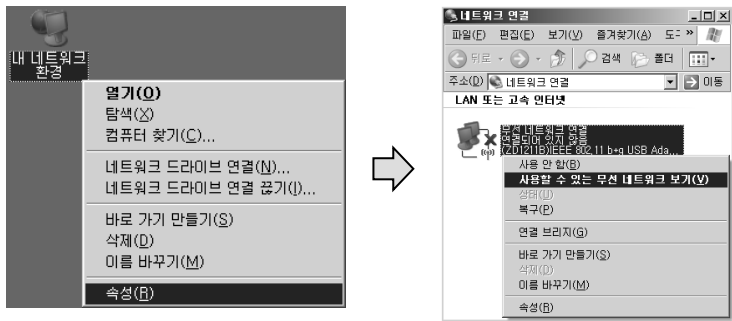 내 네트워크
환경
열기(O)
탐색(X)
컴퓨터 찾기(C)...
네트워크 드라이브 연결(N)...
네트워크 드라이브 연결 끊기(I)...
바로 가기 만들기(S)
삭제(D)
이름 바꾸기(M)
속성(R)
네트워크 연결
파일(F) 편집(E) 보기(V) 즐겨찾기(A) 도구 »
뒤로 검색 폴더
주소(D) 네트워크 연결 이동
LAN 또는 고속 인터넷
무선 네트워크 연결
연결되어 있지 않음
(ZD1211B)IEEE 802.11 b+g USB Ada...
사용 안 함(B)
사용할 수 있는 무선 네트워크 보기(V)
상태(U)
복구(P)
연결 브리지(G)
바로 가기 만들기(S)
삭제(D)
이름 바꾸기(M)
속성(R)